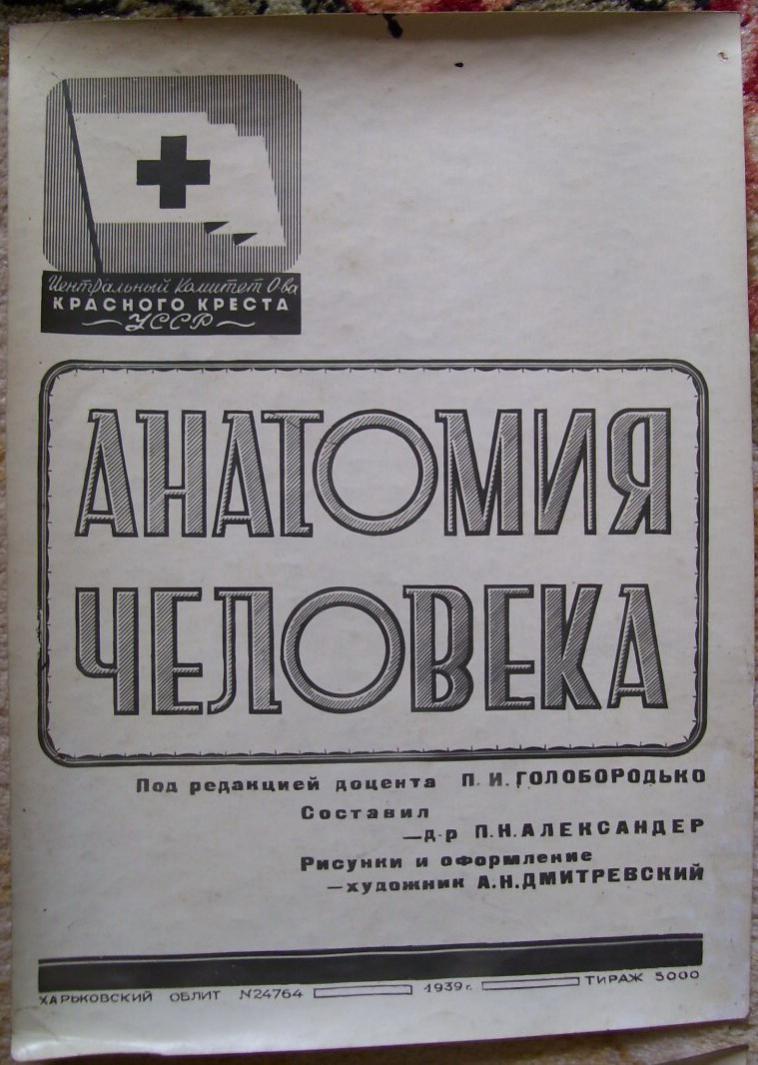 Центральный Комитет О-ва
КРАСНОГО КРЕСТА
УССР
АНАТОМИЯ
ЧЕЛОВЕКА
Под редакцией доцента П. И. ГОЛОБОРОДЬКО
Составил
—д-р П.Н.АЛЕКСАНДЕР
Рисунки и оформление
—художник А.Н.ДМИТРЕВСКИЙ
ХАРЬКОВСКИЙ ОБЛИТ №24764 1939 г. ТИРАЖ 5000